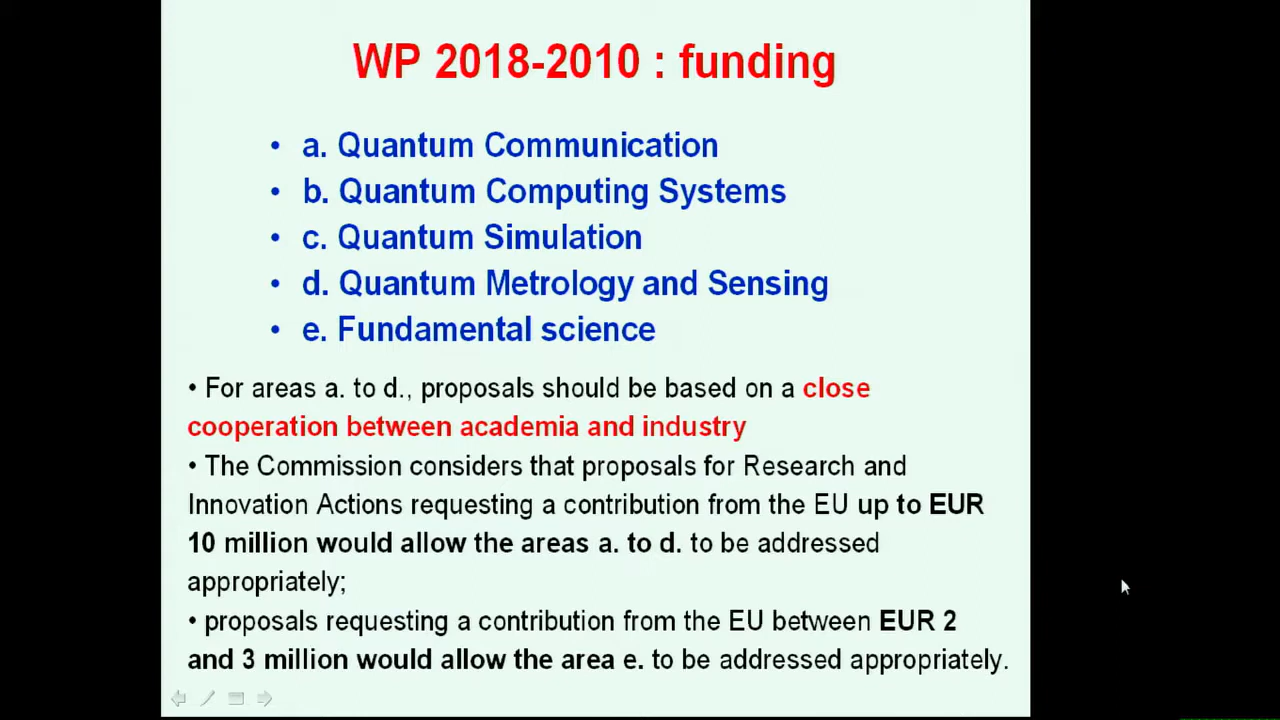 WP 2018-2010 : funding
• a. Quantum Communication
• b. Quantum Computing Systems
• c. Quantum Simulation
• d. Quantum Metrology and Sensing
• e. Fundamental science
• For areas a. to d., proposals should be based on a close
cooperation between academia and industry
• The Commission considers that proposals for Research and
Innovation Actions requesting a contribution from the EU up to EUR
10 million would allow the areas a. to d. to be addressed
appropriately;
• proposals requesting a contribution from the EU between EUR 2
and 3 million would allow the area e. to be addressed appropriately.